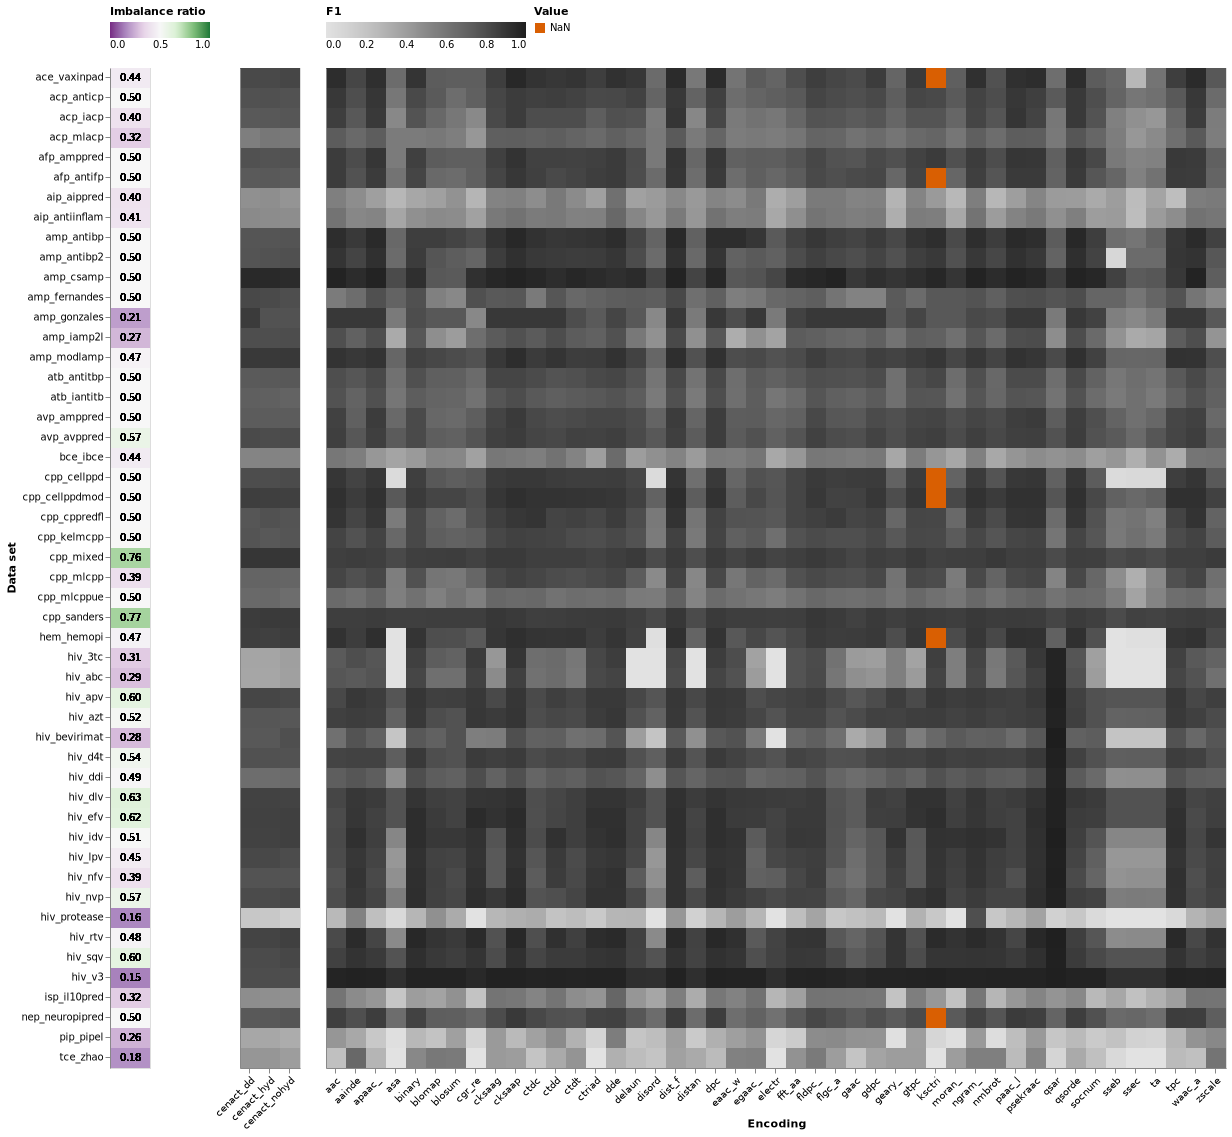 Imbalance ratio
0.0 0.5 1.0
F1
0.0 0.2 0.4 0.6 0.8 1.0
Value
NaN
Data set
ace_vaxinpad 0.44
acp_anticp 0.50
acp_iacp 0.40
acp_mlacp 0.32
afp_amppred 0.50
afp_antifp 0.50
aip_aippred 0.40
aip_antiinflam 0.41
amp_antibp 0.50
amp_antibp2 0.50
amp_csamp 0.50
amp_fernandes 0.50
amp_gonzales 0.21
amp_iamp2l 0.27
amp_modlamp 0.47
atb_antitbp 0.50
atb_iantitb 0.50
avp_amppred 0.50
avp_avppred 0.57
bce_ibce 0.44
cpp_cellppd 0.50
cpp_cellppdmod 0.50
cpp_cppredfl 0.50
cpp_kelmcpp 0.50
cpp_mixed 0.76
cpp_mlcpp 0.39
cpp_mlcppue 0.50
cpp_sanders 0.77
hem_hemopi 0.47
hiv_3tc 0.31
hiv_abc 0.29
hiv_apv 0.60
hiv_azt 0.52
hiv_bevirimat 0.28
hiv_d4t 0.54
hiv_ddi 0.49
hiv_dlv 0.63
hiv_efv 0.62
hiv_idv 0.51
hiv_lpv 0.45
hiv_nfv 0.39
hiv_nvp 0.57
hiv_protease 0.16
hiv_rtv 0.48
hiv_sqv 0.60
hiv_v3 0.15
isp_il10pred 0.32
nep_neuropipred 0.50
pip_pipel 0.26
tce_zhao 0.18
cenact_dd
cenact_hyd
cenact_nohyd
aac
aainde
apaac_
asa
binary
blomap
blosum
cgr_re
cksaag
cksaap
ctdc
ctdd
ctdt
ctriad
dde
delaun
disord
dist_f
distan
dpc
eaac_w
egaac_
electr
fft_aa
fldpc_
flgc_a
gaac
gdpc
geary_
gtpc
ksctri
moran_
ngram_
nmbrot
paac_l
psekraac
qsar
qsorde
socnum
sseb
ssec
ta
tpc
waac_a
zscale
Encoding